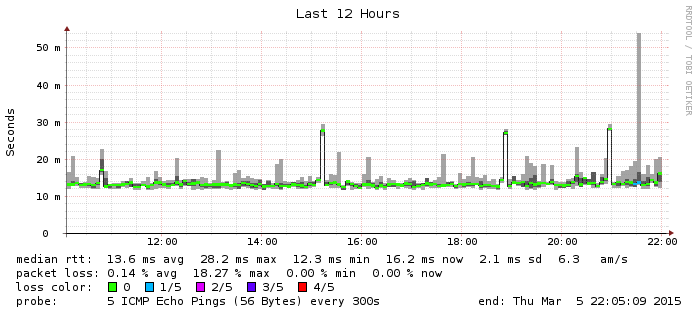 Last 12 Hours
RRDTOOL / TOBI OETIKER
Seconds
50 m
40 m
30 m
20 m
10 m
0
12:00 14:00 16:00 18:00 20:00 22:00
median rtt: 13.6 ms avg 28.2 ms max 12.3 ms min 16.2 ms now 2.1 ms sd 6.3 am/s
packet loss: 0.14 % avg 18.27 % max 0.00 % min 0.00 % now
loss color: 0 1/5 2/5 3/5 4/5
probe: 5 ICMP Echo Pings (56 Bytes) every 300s end: Thu Mar 5 22:05:09 2015